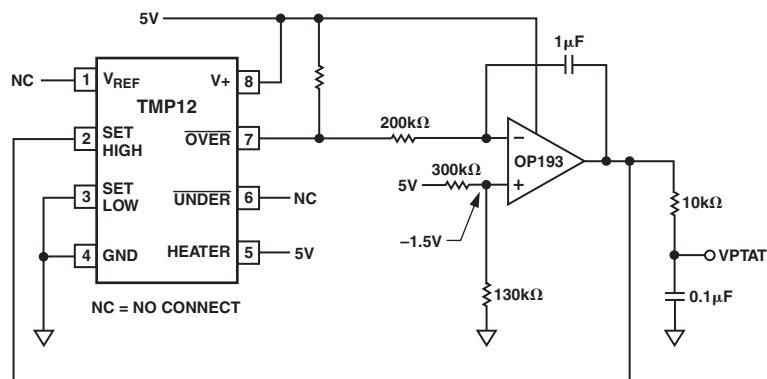 5V
1µF
NC
1
VREF
V+
8
TMP12
2
SET
HIGH
OVER
7
200kΩ
–
OP193
300kΩ
5V
+
3
SET
LOW
UNDER
6
NC
10kΩ
–1.5V
VPTAT
4
GND
HEATER
5
5V
130kΩ
0.1µF
NC = NO CONNECT